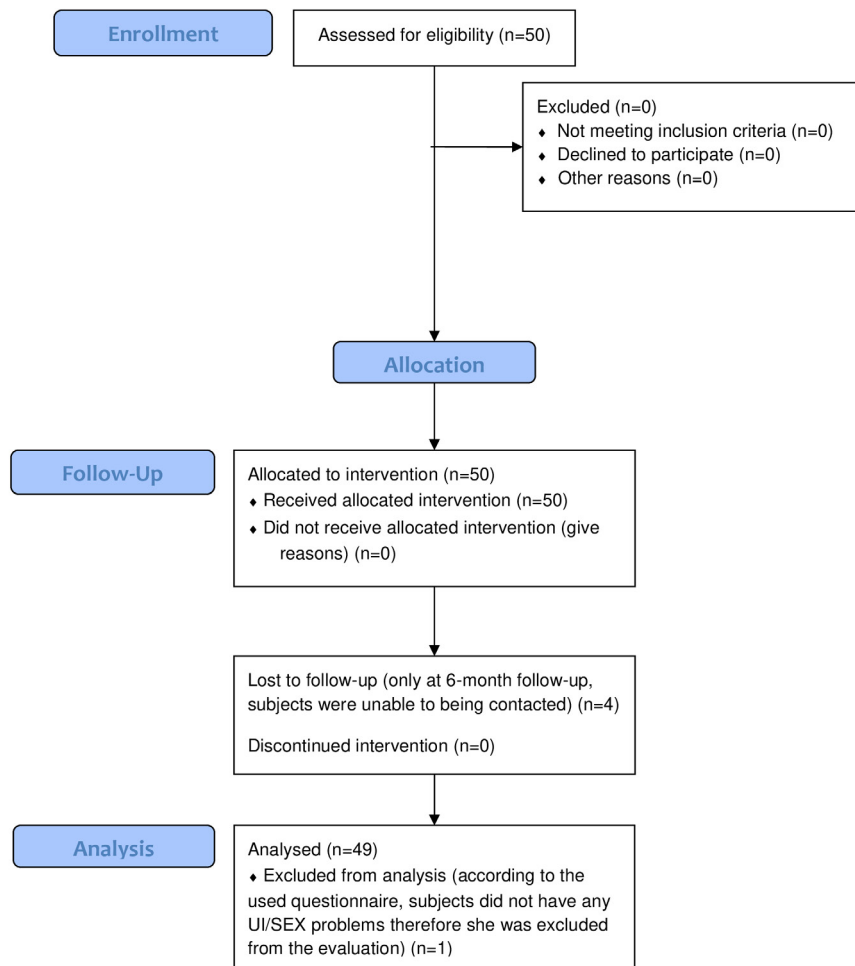 Enrollment
Assessed for eligibility (n=50)
Excluded (n=0)
♦ Not meeting inclusion criteria (n=0)
♦ Declined to participate (n=0)
♦ Other reasons (n=0)
Allocation
Follow-Up
Allocated to intervention (n=50)
♦ Received allocated intervention (n=50)
♦ Did not receive allocated intervention (give
reasons) (n=0)
Lost to follow-up (only at 6-month follow-up,
subjects were unable to being contacted) (n=4)
Discontinued intervention (n=0)
Analysis
Analysed (n=49)
♦ Excluded from analysis (according to the
used questionnaire, subjects did not have any
UI/SEX problems therefore she was excluded
from the evaluation) (n=1)